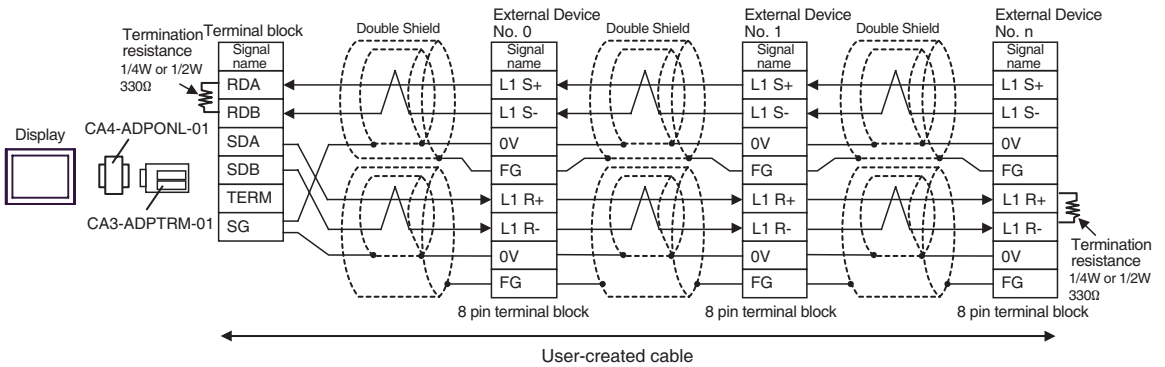 Display
CA4-ADPONL-01
CA3-ADPTRM-01
Termination
resistance
1/4W or 1/2W
330Ω
Terminal block
Signal
name
RDA
RDB
SDA
SDB
TERM
SG
Double Shield
External Device
No. 0
Signal
name
L1 S+
L1 S-
0V
FG
L1 R+
L1 R-
0V
FG
8 pin terminal block
Double Shield
External Device
No. 1
Signal
name
L1 S+
L1 S-
0V
FG
L1 R+
L1 R-
0V
FG
8 pin terminal block
Double Shield
External Device
No. n
Signal
name
L1 S+
L1 S-
0V
FG
L1 R+
L1 R-
0V
FG
8 pin terminal block
Termination
resistance
1/4W or 1/2W
330Ω
User-created cable